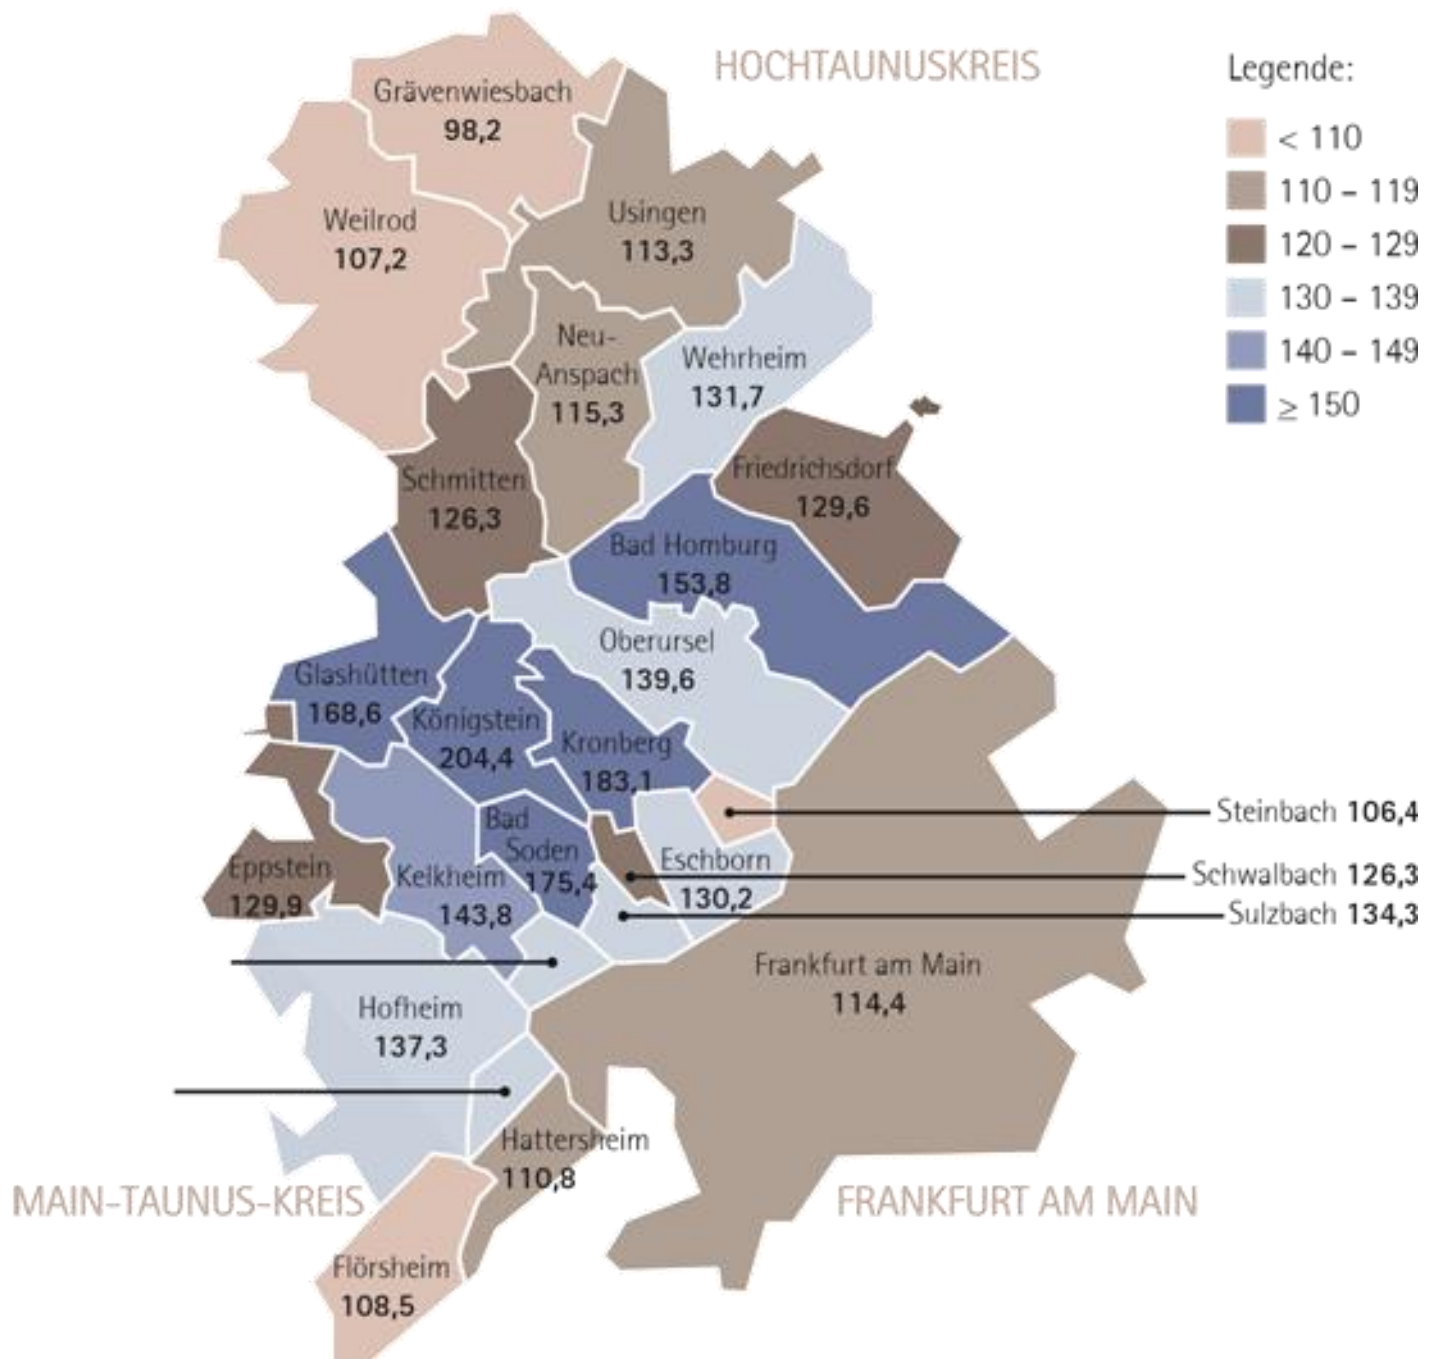 HOCHTAUNUSKREIS
Legende:
< 110
110 – 119
120 – 129
130 – 139
140 – 149
≥ 150
Grävenwiesbach
98,2
Weilrod
107,2
Usingen
113,3
Neu-
Anspach
115,3
Wehrheim
131,7
Schmitten
126,3
Friedrichsdorf
129,6
Bad Homburg
153,8
Oberursel
139,6
Glashütten
168,6
Königstein
204,4
Kronberg
183,1
Steinbach 106,4
Bad
Soden
175,4
Eschborn
130,2
Schwalbach 126,3
Sulzbach 134,3
Eppstein
129,9
Kelkheim
143,8
Frankfurt am Main
114,4
Hofheim
137,3
Hattersheim
110,8
MAIN-TAUNUS-KREIS
FRANKFURT AM MAIN
Flörsheim
108,5